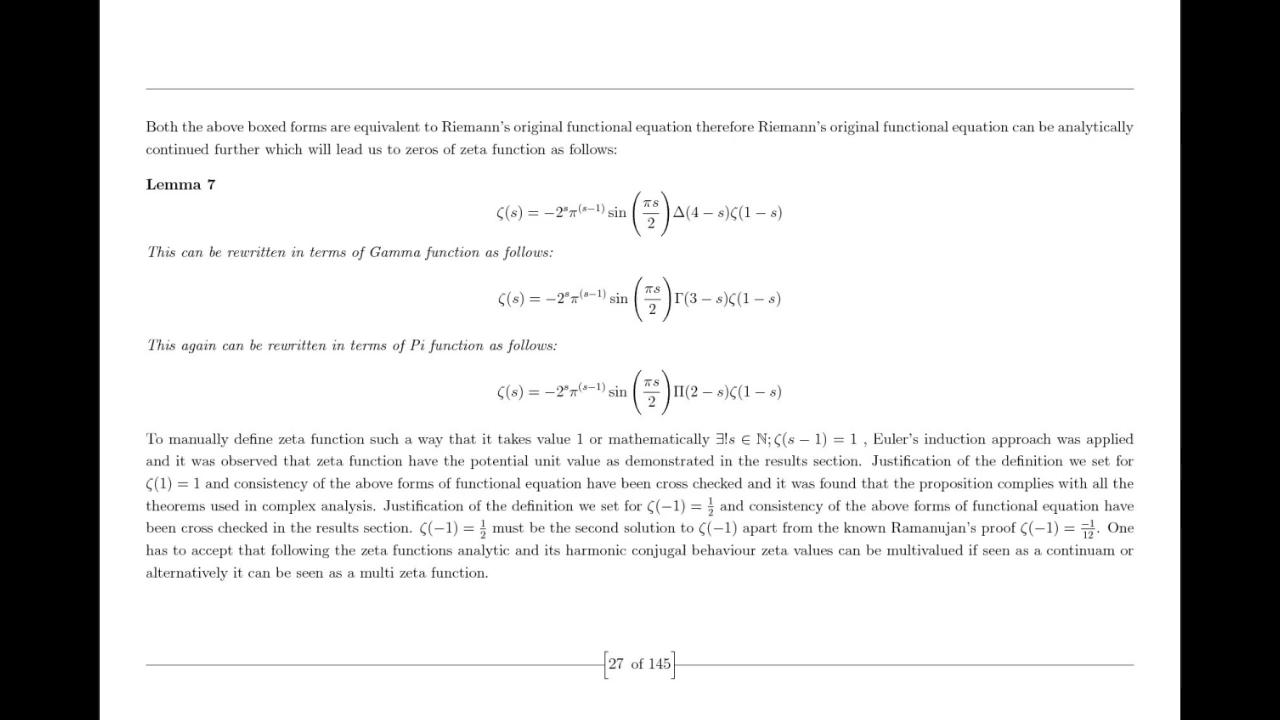 Both the above boxed forms are equivalent to Riemann's original functional equation therefore Riemann's original functional equation can be analytically
continued further which will lead us to zeros of zeta function as follows:
Lemma 7
ζ(s) = −2^s π^(s−1) sin (πs/2) Δ(4 − s)ζ(1 − s)
This can be rewritten in terms of Gamma function as follows:
ζ(s) = −2^s π^(s−1) sin (πs/2) Γ(3 − s)ζ(1 − s)
This again can be rewritten in terms of Pi function as follows:
ζ(s) = −2^s π^(s−1) sin (πs/2) Π(2 − s)ζ(1 − s)
To manually define zeta function such a way that it takes value 1 or mathematically ∃!s ∈ ℕ; ζ(s − 1) = 1 , Euler's induction approach was applied
and it was observed that zeta function have the potential unit value as demonstrated in the results section. Justification of the definition we set for
ζ(1) = 1 and consistency of the above forms of functional equation have been cross checked and it was found that the proposition complies with all the
theorems used in complex analysis. Justification of the definition we set for ζ(−1) = 1/2 and consistency of the above forms of functional equation have
been cross checked in the results section. ζ(−1) = 1/2 must be the second solution to ζ(−1) apart from the known Ramanujan's proof ζ(−1) = −1/12. One
has to accept that following the zeta functions analytic and its harmonic conjugal behaviour zeta values can be multivalued if seen as a continuam or
alternatively it can be seen as a multi zeta function.
[27 of 145]